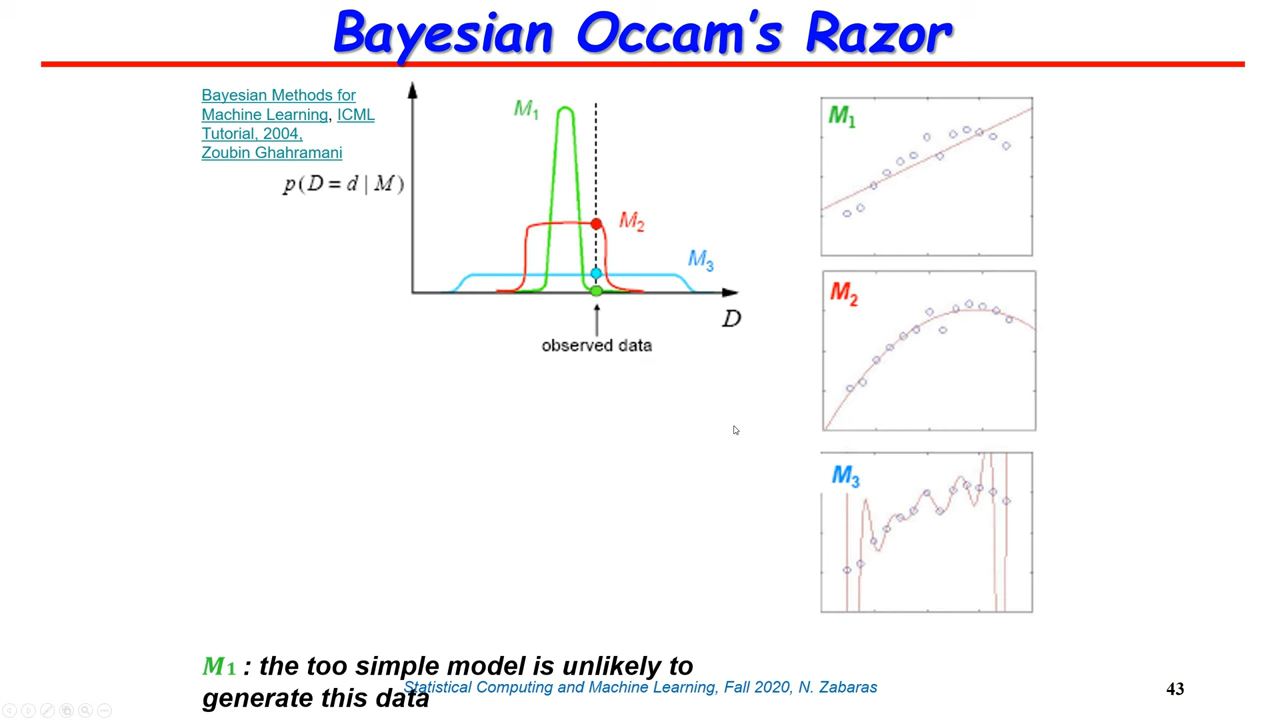 Bayesian Occam's Razor
Bayesian Methods for
Machine Learning, ICML
Tutorial, 2004,
Zoubin Ghahramani
p(D = d | M)
M1
M2
M3
D
observed data
M1
M2
M3
M1 : the too simple model is unlikely to
generate this data
Statistical Computing and Machine Learning, Fall 2020, N. Zabaras
43